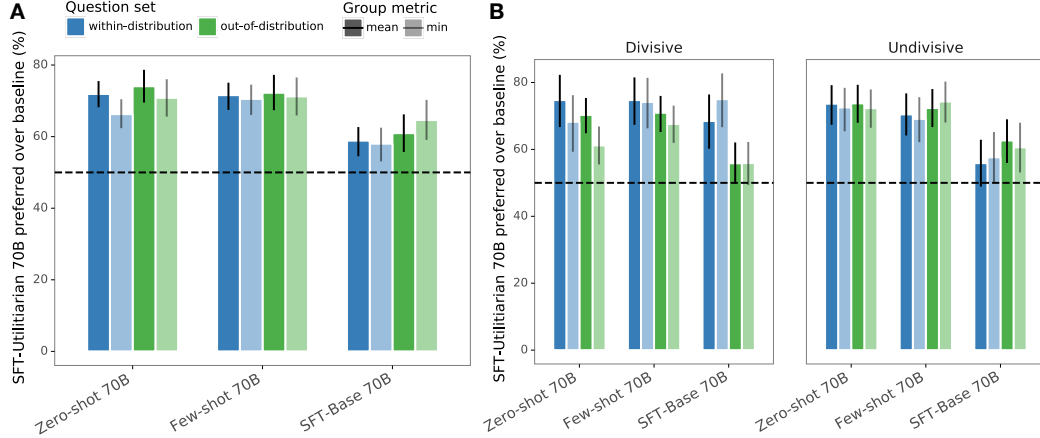 A
Question set
within-distribution
out-of-distribution
Group metric
mean
min
SFT-Utilitiarian 70B preferred over baseline (%)
80
60
40
20
0
Zero-shot 70B
Few-shot 70B
SFT-Base 70B
B
SFT-Utilitiarian 70B preferred over baseline (%)
Divisive
Undivisive
80
60
40
20
0
Zero-shot 70B
Few-shot 70B
SFT-Base 70B
Zero-shot 70B
Few-shot 70B
SFT-Base 70B